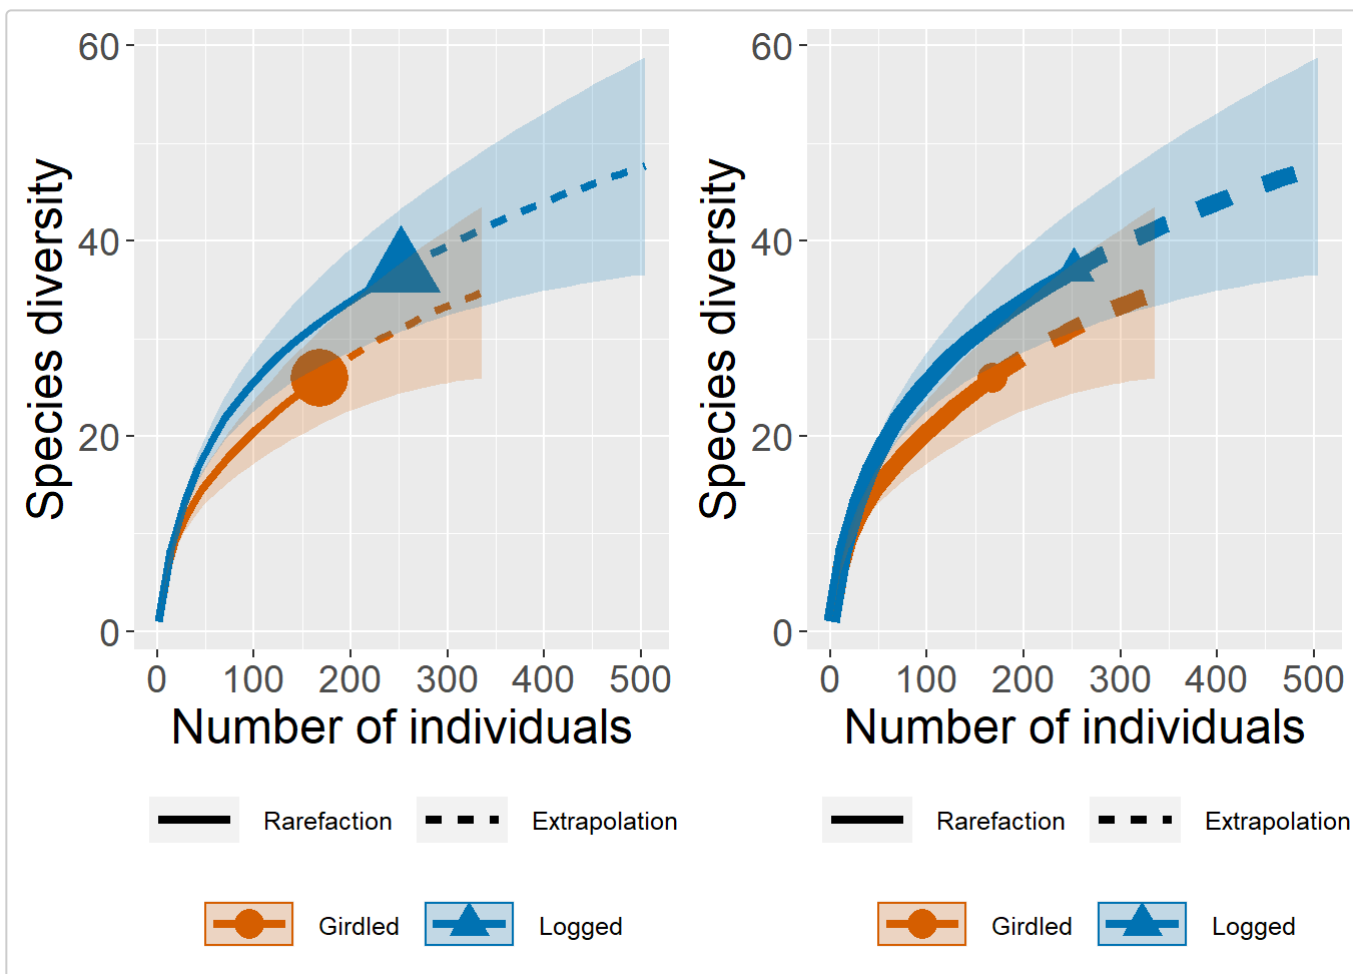 60
40
20
0
Species diversity
0 100 200 300 400 500
Number of individuals
Rarefaction Extrapolation
Girdled Logged
60
40
20
0
Species diversity
0 100 200 300 400 500
Number of individuals
Rarefaction Extrapolation
Girdled Logged